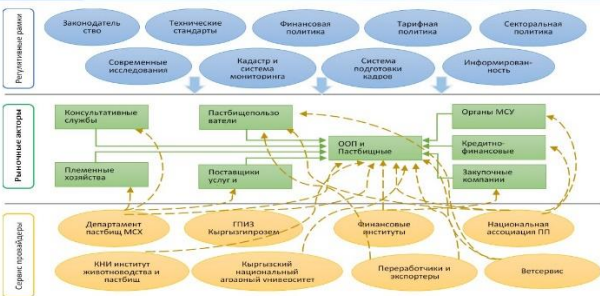 Регулятивные рамки
Законодатель
ство
Технические
стандарты
Финансовая
политика
Тарифная
политика
Секторальная
политика
Современные
исследования
Кадастр и
система
мониторинга
Система
подготовки
кадров
Информирован-
ность
Рыночные акторы
Консультативные
службы
Пастбищепользо
ватели
Органы МСУ
ООП и
Пастбищные
Кредитно-
финансовые
Племенные
хозяйства
Поставщики
услуг и
Закупочные
компании
Сервис провайдеры
Департамент
пастбищ МСХ
ГПИЗ
Кыргызгипрозем
Финансовые
институты
Национальная
ассоциация ПП
КНИ институт
животноводства и
пастбищ
Кыргызский
национальный
аграрный университет
Переработчики и
экспортеры
Ветсервис